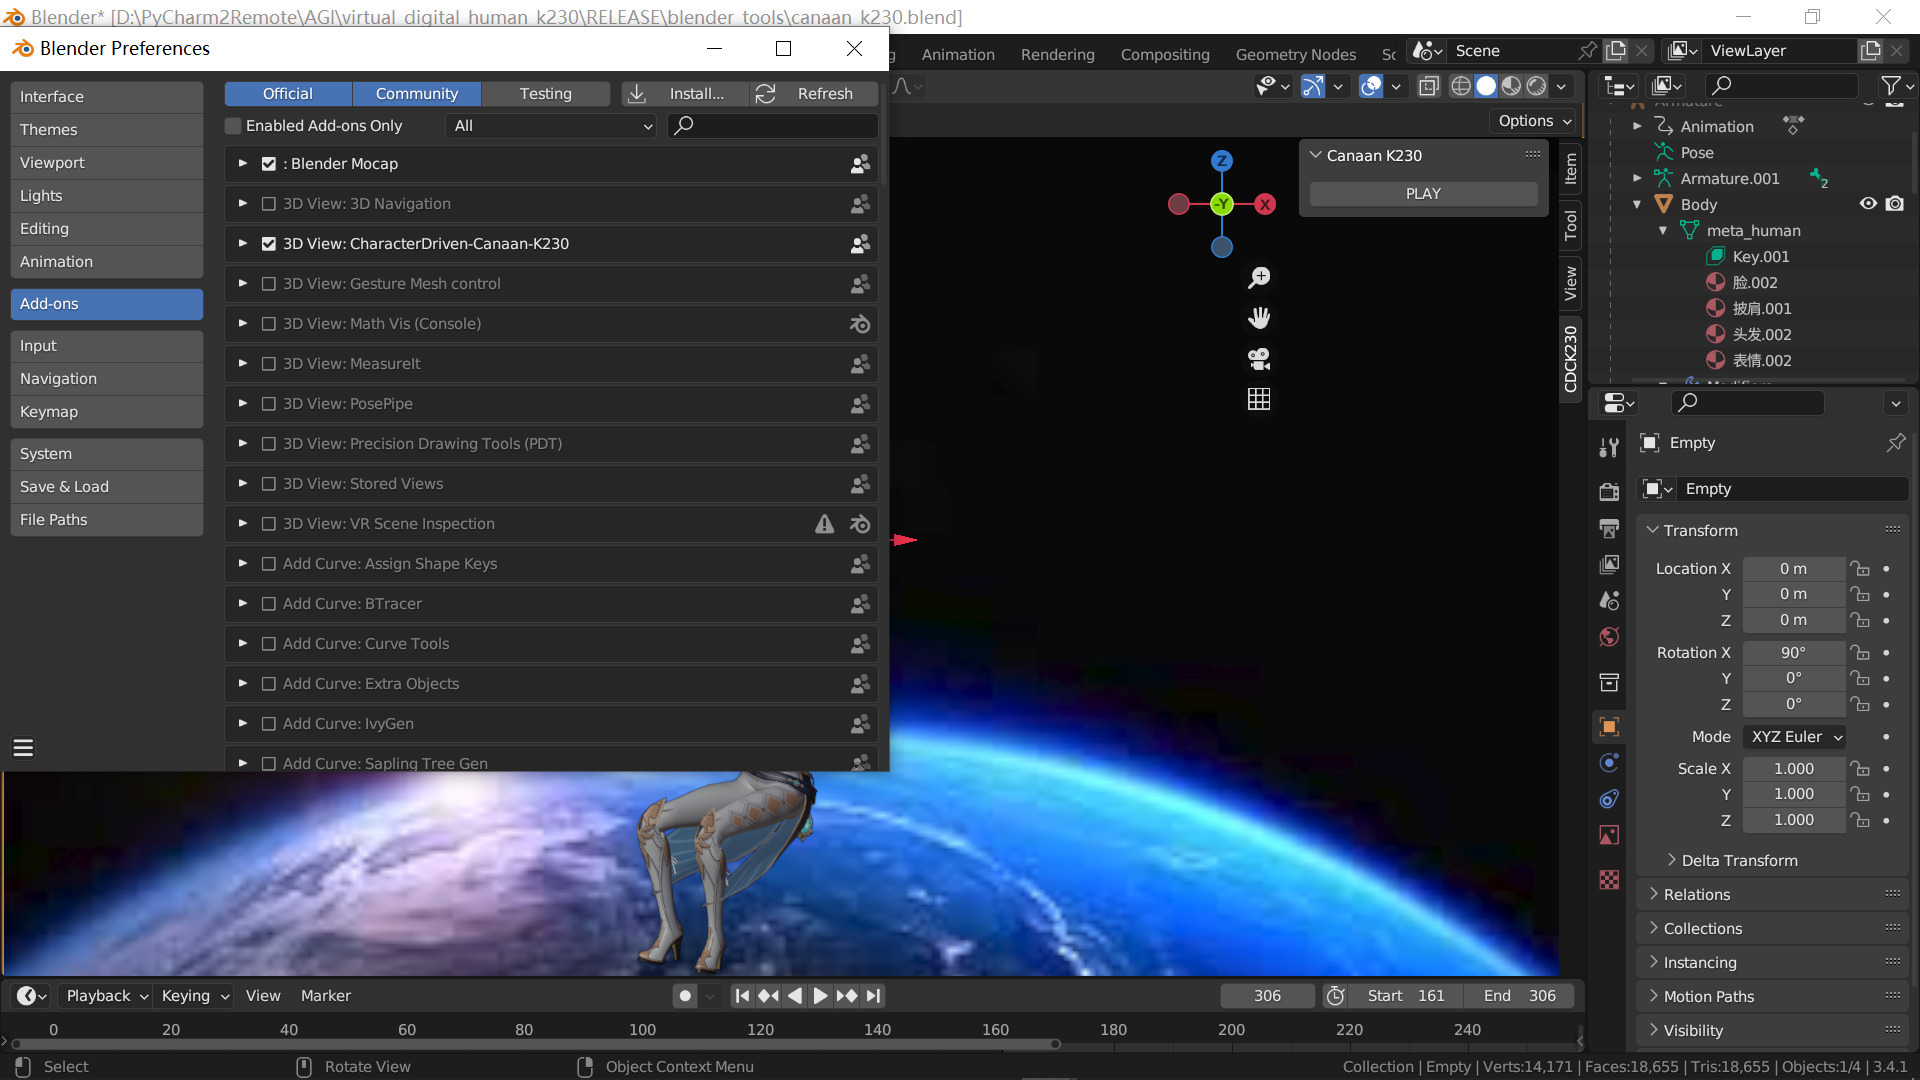 Blender* [D:\PyCharm2Remote\AGI\virtual_digital_human_k230\RELEASE\blender_tools\canaan_k230.blend]
Blender Preferences
Animation
Rendering
Compositing
Geometry Nodes
Sc
Scene
ViewLayer
Interface
Themes
Viewport
Lights
Editing
Animation
Add-ons
Input
Navigation
Keymap
System
Save & Load
File Paths
Official
Community
Testing
Install...
Refresh
Enabled Add-ons Only
All
: Blender Mocap
3D View: 3D Navigation
3D View: CharacterDriven-Canaan-K230
3D View: Gesture Mesh control
3D View: Math Vis (Console)
3D View: MeasureIt
3D View: PosePipe
3D View: Precision Drawing Tools (PDT)
3D View: Stored Views
3D View: VR Scene Inspection
Add Curve: Assign Shape Keys
Add Curve: BTracer
Add Curve: Curve Tools
Add Curve: Extra Objects
Add Curve: IvyGen
Add Curve: Sapling Tree Gen
Options
Canaan K230
PLAY
Z
-Y
X
Item
Tool
View
CDCK230
Armature
Animation
Pose
Armature.001
2
Body
meta_human
Key.001
脸.002
披肩.001
头发.002
表情.002
Empty
Empty
Transform
Location X 0 m
Y 0 m
Z 0 m
Rotation X 90°
Y 0°
Z 0°
Mode XYZ Euler
Scale X 1.000
Y 1.000
Z 1.000
Delta Transform
Relations
Collections
Instancing
Motion Paths
Visibility
Playback
Keying
View
Marker
306
Start 161
End 306
0 20 40 60 80 100 120 140 160 180 200 220 240
Select
Rotate View
Object Context Menu
Collection | Empty | Verts:14,171 | Faces:18,655 | Tris:18,655 | Objects:1/4 | 3.4.1